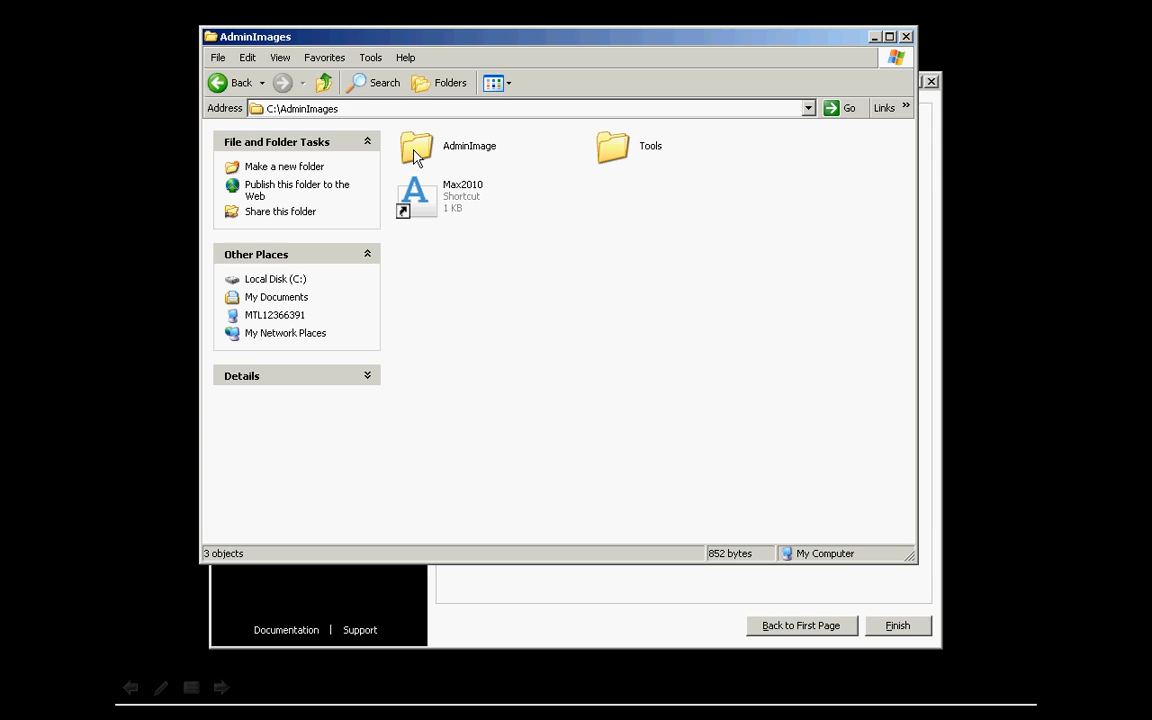 AdminImages
File Edit View Favorites Tools Help
Back Search Folders
Address C:\AdminImages Go Links »
File and Folder Tasks
Make a new folder
Publish this folder to the
Web
Share this folder
Other Places
Local Disk (C:)
My Documents
MTL12366391
My Network Places
Details
AdminImage Tools
Max2010
Shortcut
1 KB
3 objects 852 bytes My Computer
Documentation | Support Back to First Page Finish